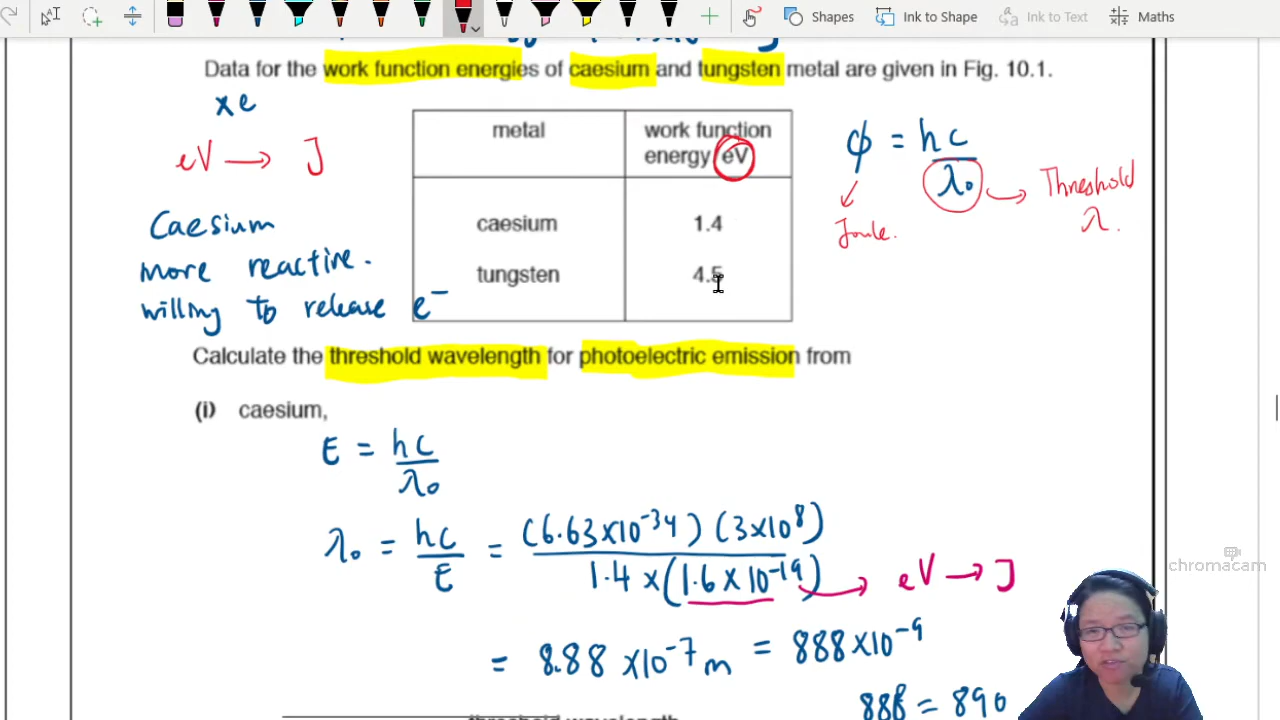 Shapes Ink to Shape Ink to Text Maths
Data for the work function energies of caesium and tungsten metal are given in Fig. 10.1.
xe
eV → J
metal work function energy eV
caesium 1.4
tungsten 4.5
Caesium
more reactive.
willing to release e⁻
ϕ = hc/λ₀
Threshold λ.
Joule.
Calculate the threshold wavelength for photoelectric emission from
(i) caesium,
E = hc/λ₀
λ₀ = hc/E = (6.63×10⁻³⁴)(3×10⁸)/1.4×(1.6×10⁻¹⁹) → eV → J
= 8.88 ×10⁻⁷ m = 888×10⁻⁹
888 = 890
threshold wavelength
chromacam